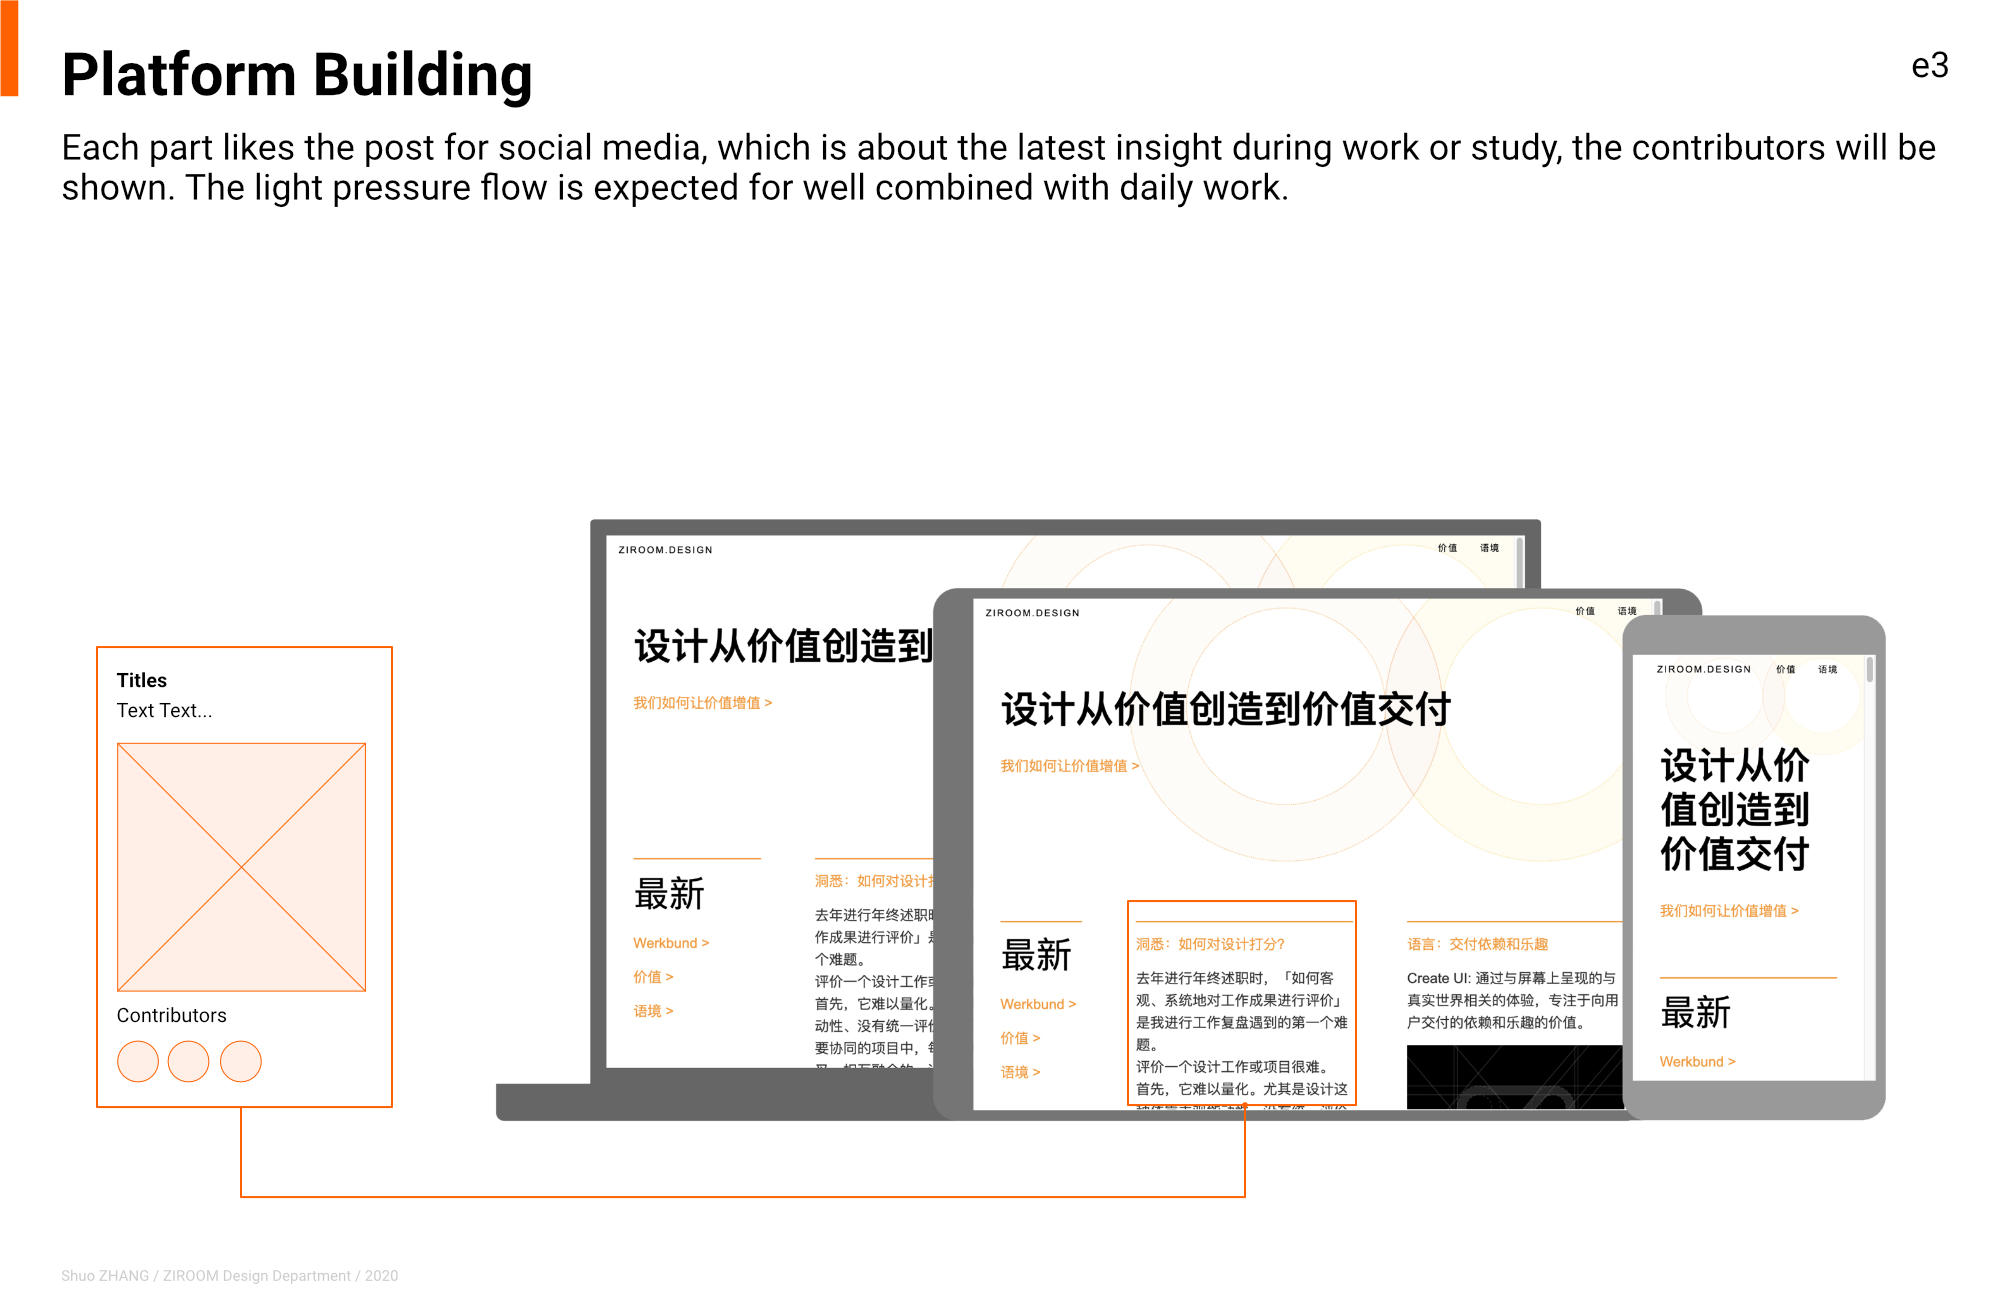 Platform Building
e3
Each part likes the post for social media, which is about the latest insight during work or study, the contributors will be
shown. The light pressure flow is expected for well combined with daily work.
Titles
Text Text...
Contributors
ZIROOM.DESIGN
价值 语境
设计从价值创造到
我们如何让价值增值 >
最新
Werkbund >
价值 >
语境 >
洞悉：如何对设计
去年进行年终述职
作成果进行评价」
个难题。
评价一个设计工作
首先，它难以量化。
动性、没有统一评
要协同的项目中，
ZIROOM.DESIGN
价值 语境
设计从价值创造到价值交付
我们如何让价值增值 >
最新
Werkbund >
价值 >
语境 >
洞悉：如何对设计打分？
去年进行年终述职时，「如何客
观、系统地对工作成果进行评价」
是我进行工作复盘遇到的第一个难
题。
评价一个设计工作或项目很难。
首先，它难以量化。尤其是设计这
语言：交付依赖和乐趣
Create UI: 通过与屏幕上呈现的与
真实世界相关的体验，专注于向用
户交付的依赖和乐趣的价值。
ZIROOM.DESIGN 价值 语境
设计从价
值创造到
价值交付
我们如何让价值增值 >
最新
Werkbund >
Shuo ZHANG / ZIROOM Design Department / 2020